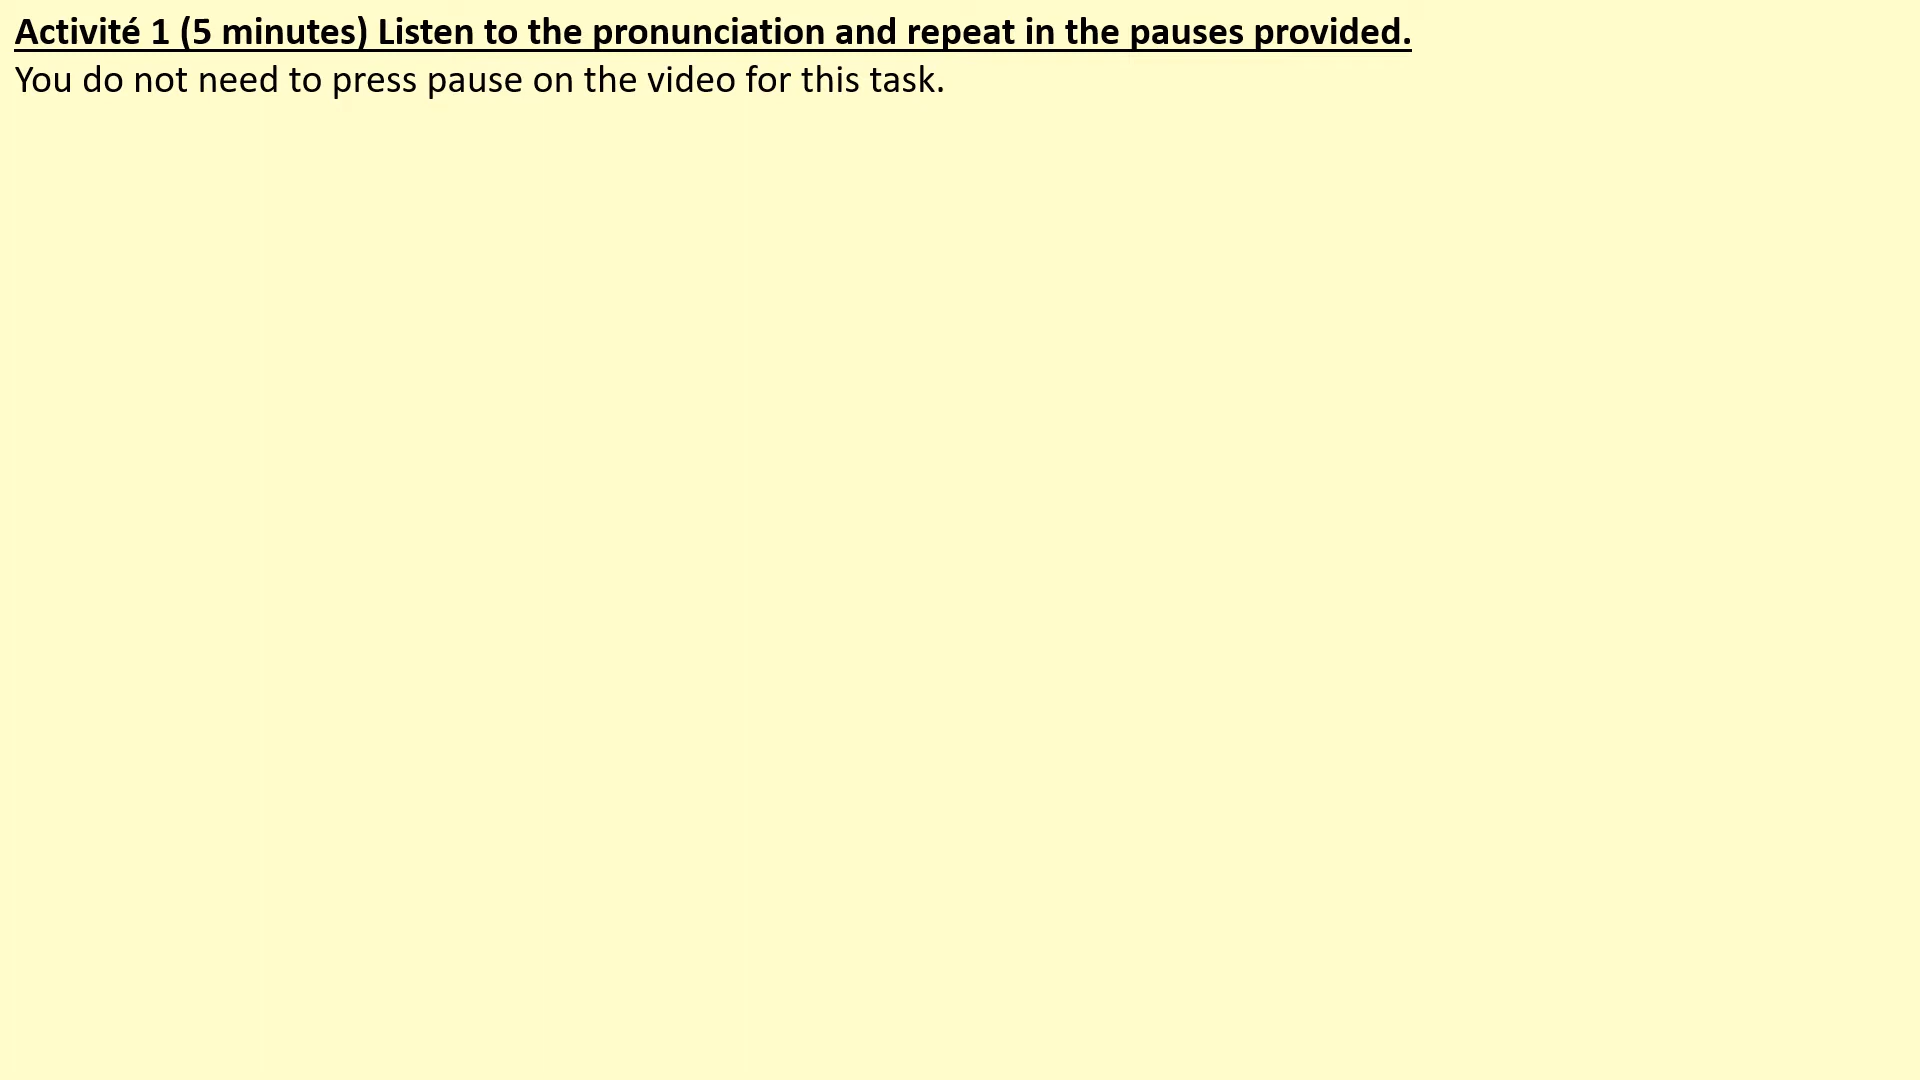 Activité 1 (5 minutes) Listen to the pronunciation and repeat in the pauses provided.
You do not need to press pause on the video for this task.